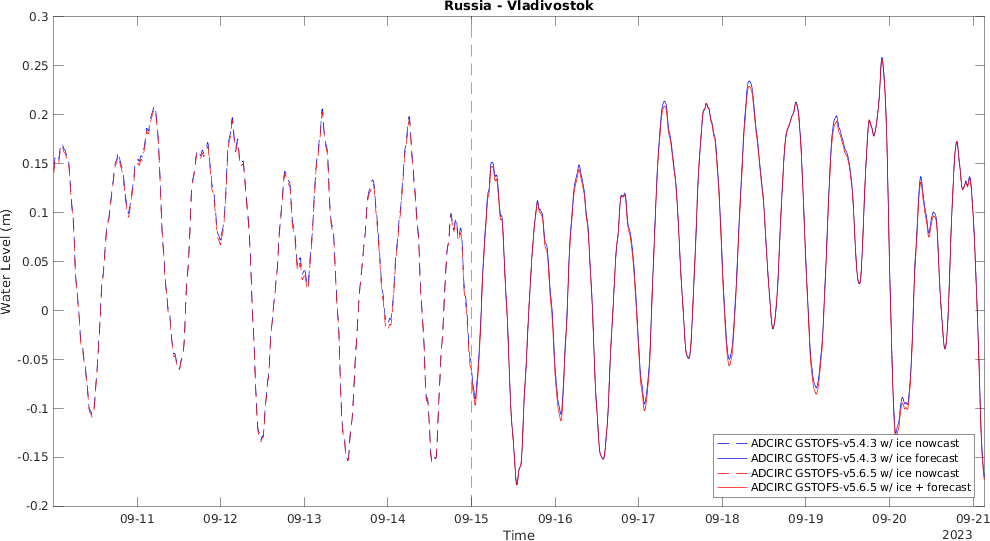 Russia - Vladivostok
0.3
0.25
0.2
0.15
0.1
0.05
0
-0.05
-0.1
-0.15
-0.2
Water Level (m)
ADCIRC GSTOFS-v5.4.3 w/ ice nowcast
ADCIRC GSTOFS-v5.4.3 w/ ice forecast
ADCIRC GSTOFS-v5.6.5 w/ ice nowcast
ADCIRC GSTOFS-v5.6.5 w/ ice + forecast
09-11 09-12 09-13 09-14 09-15 09-16 09-17 09-18 09-19 09-20 09-21
Time
2023